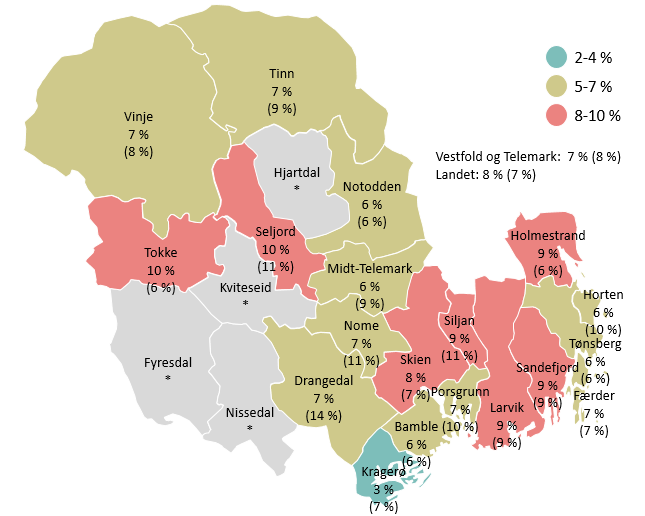 2-4 %
5-7 %
8-10 %
Vestfold og Telemark: 7 % (8 %)
Landet: 8 % (7 %)
Tinn
7 %
(9 %)
Vinje
7 %
(8 %)
Hjartdal
*
Notodden
6 %
(6 %)
Seljord
10 %
(11 %)
Tokke
10 %
(6 %)
Midt-Telemark
6 %
(9 %)
Kviteseid
*
Holmestrand
9 %
(6 %)
Horten
6 %
(10 %)
Nome
7 %
(11 %)
Siljan
9 %
(11 %)
Tønsberg
6 %
(6 %)
Fyresdal
*
Skien
8 %
(7 %)
Sandefjord
9 %
(9 %)
Drangedal
7 %
(14 %)
Porsgrunn
7 %
(10 %)
Færder
7 %
(7 %)
Larvik
9 %
(9 %)
Nissedal
*
Bamble
6 %
(6 %)
Kragerø
3 %
(7 %)